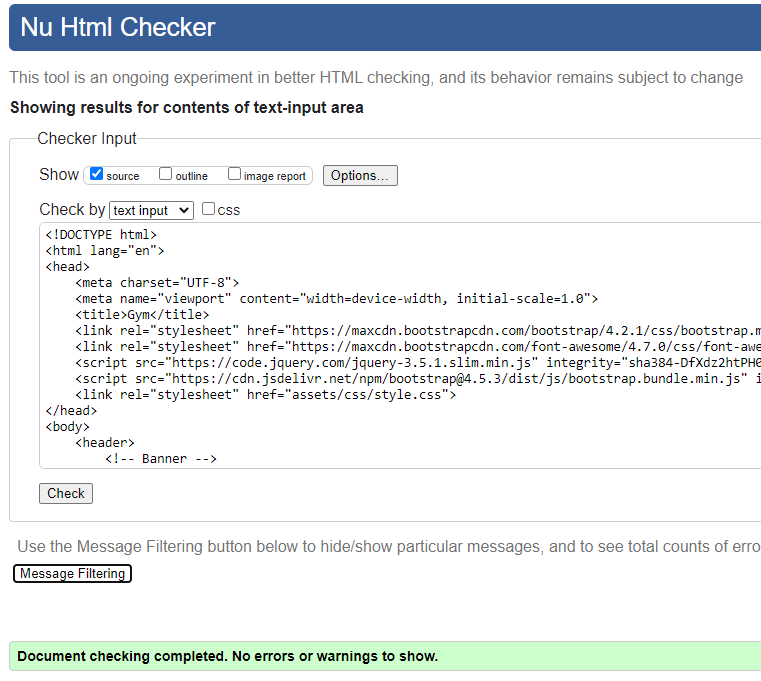 Nu Html Checker
This tool is an ongoing experiment in better HTML checking, and its behavior remains subject to change
Showing results for contents of text-input area
Checker Input
Show source outline image report Options...
Check by text input css
<!DOCTYPE html>
<html lang="en">
<head>
    <meta charset="UTF-8">
    <meta name="viewport" content="width=device-width, initial-scale=1.0">
    <title>Gym</title>
    <link rel="stylesheet" href="https://maxcdn.bootstrapcdn.com/bootstrap/4.2.1/css/bootstrap.m
    <link rel="stylesheet" href="https://maxcdn.bootstrapcdn.com/font-awesome/4.7.0/css/font-awe
    <script src="https://code.jquery.com/jquery-3.5.1.slim.min.js" integrity="sha384-DfXdz2htPH0
    <script src="https://cdn.jsdelivr.net/npm/bootstrap@4.5.3/dist/js/bootstrap.bundle.min.js" i
    <link rel="stylesheet" href="assets/css/style.css">
</head>
<body>
    <header>
        <!-- Banner -->
Check
Use the Message Filtering button below to hide/show particular messages, and to see total counts of erro
Message Filtering
Document checking completed. No errors or warnings to show.